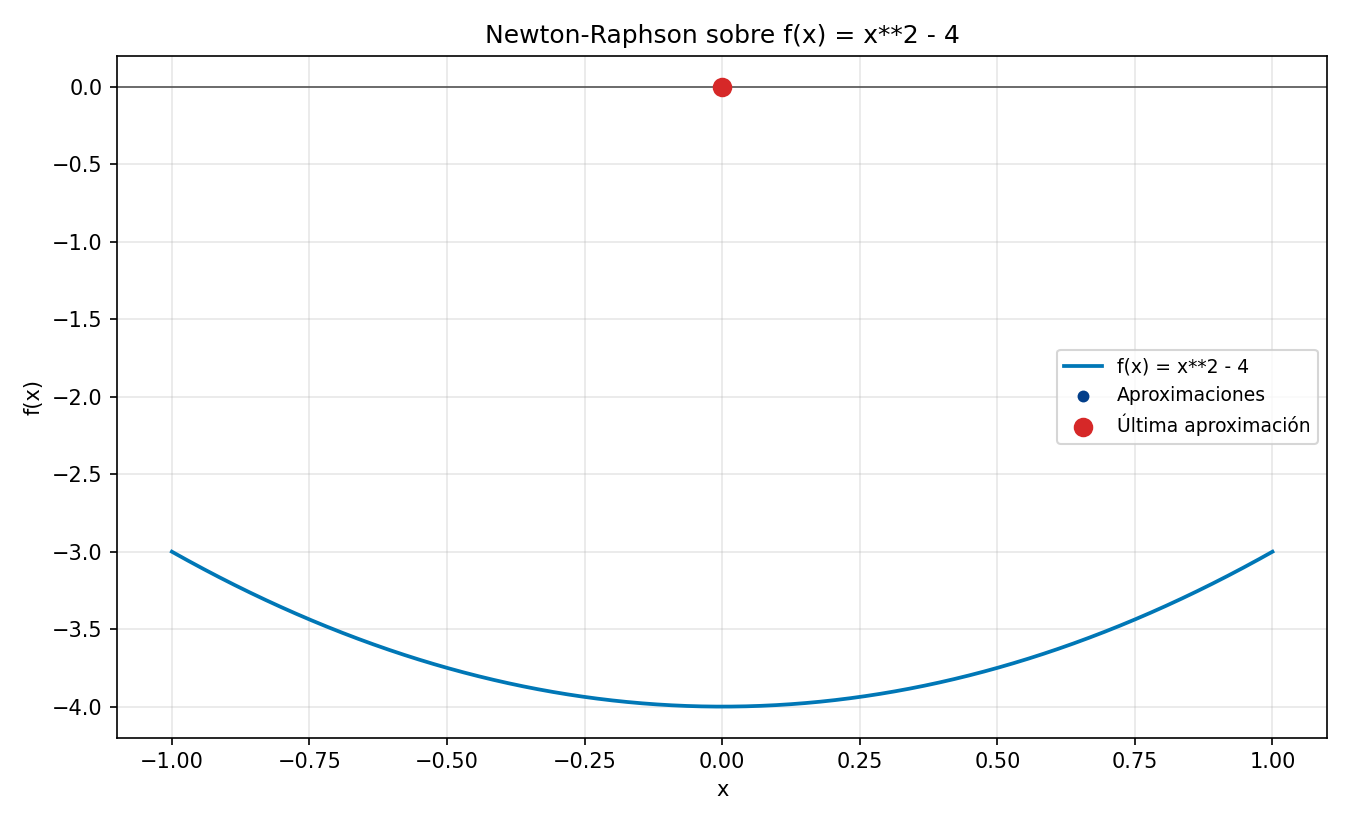 Newton-Raphson sobre f(x) = x**2 - 4
0.0
−0.5
−1.0
−1.5
−2.0
−2.5
−3.0
−3.5
−4.0
f(x)
f(x) = x**2 - 4
Aproximaciones
Última aproximación
−1.00 −0.75 −0.50 −0.25 0.00 0.25 0.50 0.75 1.00
x